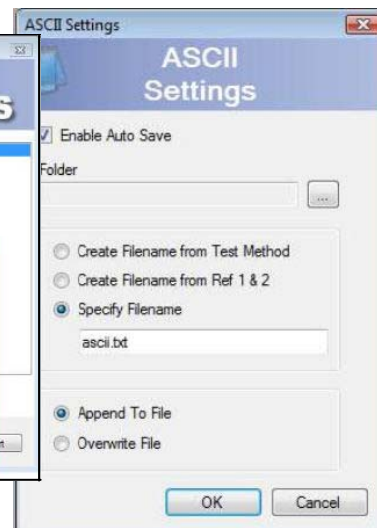 ASCII Settings
ASCII
Settings
Enable Auto Save
Folder
...
Create Filename from Test Method
Create Filename from Ref 1 & 2
Specify Filename
ascii.txt
Append To File
Overwrite File
OK Cancel